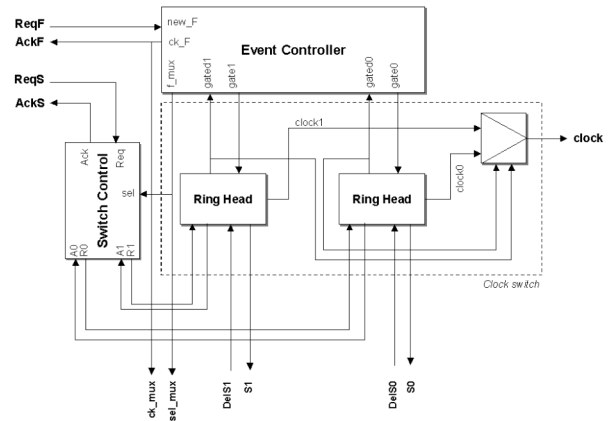 ReqF
AckF
new_F
ck_F
Event Controller
f_mux
gated1
gate1
gated0
gate0
ReqS
AckS
Ack
Req
sel
Switch Control
A0
R0
A1
R1
Ring Head
Ring Head
clock1
clock0
clock
Clock switch
ck_mux
sel_mux
DelS1
S1
DelS0
S0